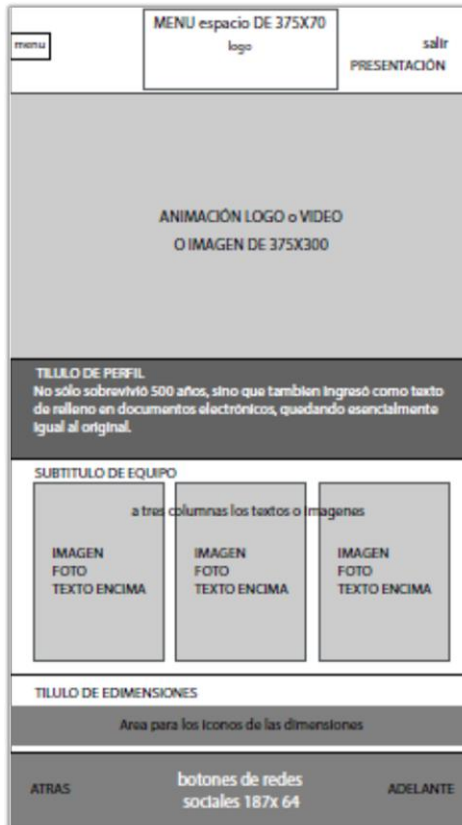 MENU espacio DE 375X70
menu
logo
salir
PRESENTACIÓN
ANIMACIÓN LOGO o VIDEO
O IMAGEN DE 375X300
TILULO DE PERFIL
No sólo sobrevivió 500 años, sino que tambien ingresó como texto
de relleno en documentos electrónicos, quedando esencialmente
igual al original.
SUBTITULO DE EQUIPO
a tres columnas los textos o imagenes
IMAGEN
FOTO
TEXTO ENCIMA
IMAGEN
FOTO
TEXTO ENCIMA
IMAGEN
FOTO
TEXTO ENCIMA
TILULO DE EDIMENSIONES
Area para los iconos de las dimensiones
ATRAS
botones de redes
sociales 187x 64
ADELANTE